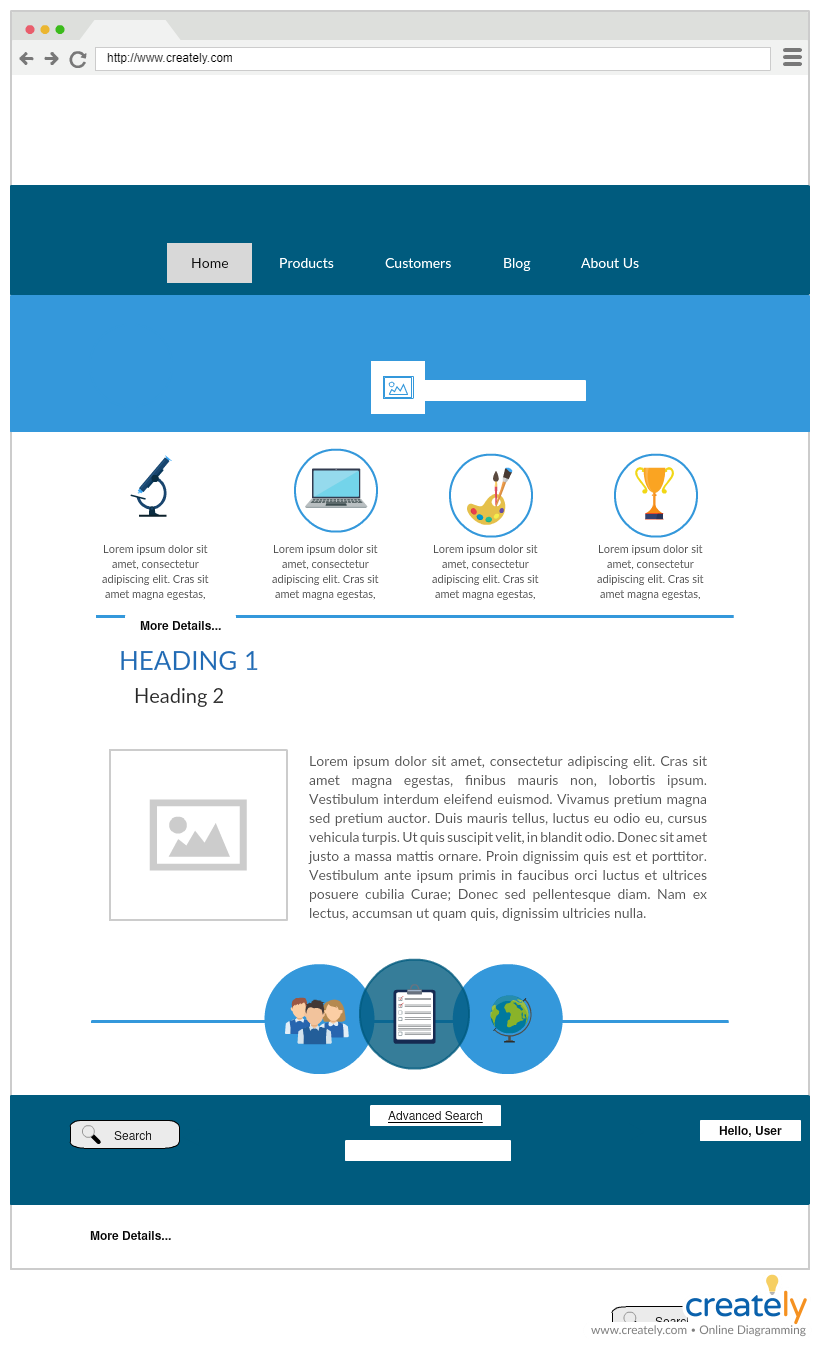 http://www.creately.com
Home Products Customers Blog About Us
Lorem ipsum dolor sit
amet, consectetur
adipiscing elit. Cras sit
amet magna egestas,
Lorem ipsum dolor sit
amet, consectetur
adipiscing elit. Cras sit
amet magna egestas,
Lorem ipsum dolor sit
amet, consectetur
adipiscing elit. Cras sit
amet magna egestas,
Lorem ipsum dolor sit
amet, consectetur
adipiscing elit. Cras sit
amet magna egestas,
More Details...
HEADING 1
Heading 2
Lorem ipsum dolor sit amet, consectetur adipiscing elit. Cras sit
amet magna egestas, finibus mauris non, lobortis ipsum.
Vestibulum interdum eleifend euismod. Vivamus pretium magna
sed pretium auctor. Duis mauris tellus, luctus eu odio eu, cursus
vehicula turpis. Ut quis suscipit velit, in blandit odio. Donec sit amet
justo a massa mattis ornare. Proin dignissim quis est et porttitor.
Vestibulum ante ipsum primis in faucibus orci luctus et ultrices
posuere cubilia Curae; Donec sed pellentesque diam. Nam ex
lectus, accumsan ut quam quis, dignissim ultricies nulla.
Advanced Search
Search
Hello, User
More Details...
creately
www.creately.com • Online Diagramming